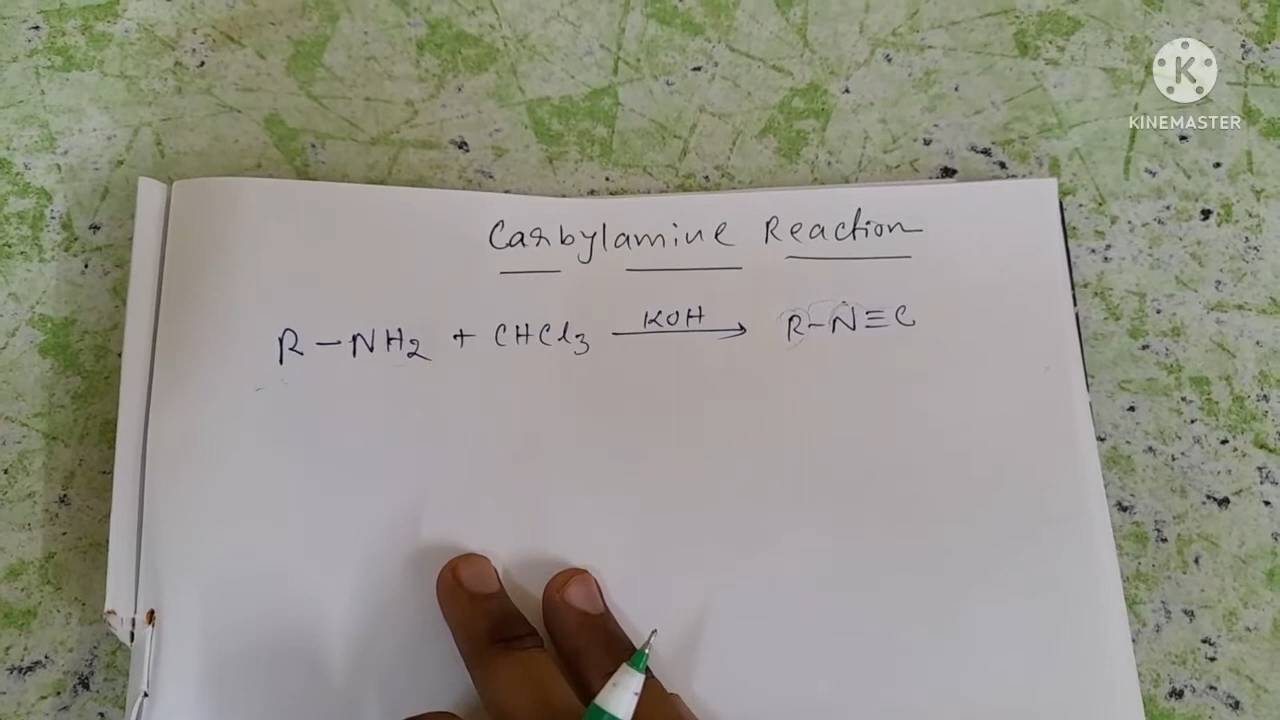 K
KINEMASTER
Carbylamine Reaction
R-NH2 + CHCl3 KOH→ R-N≡C